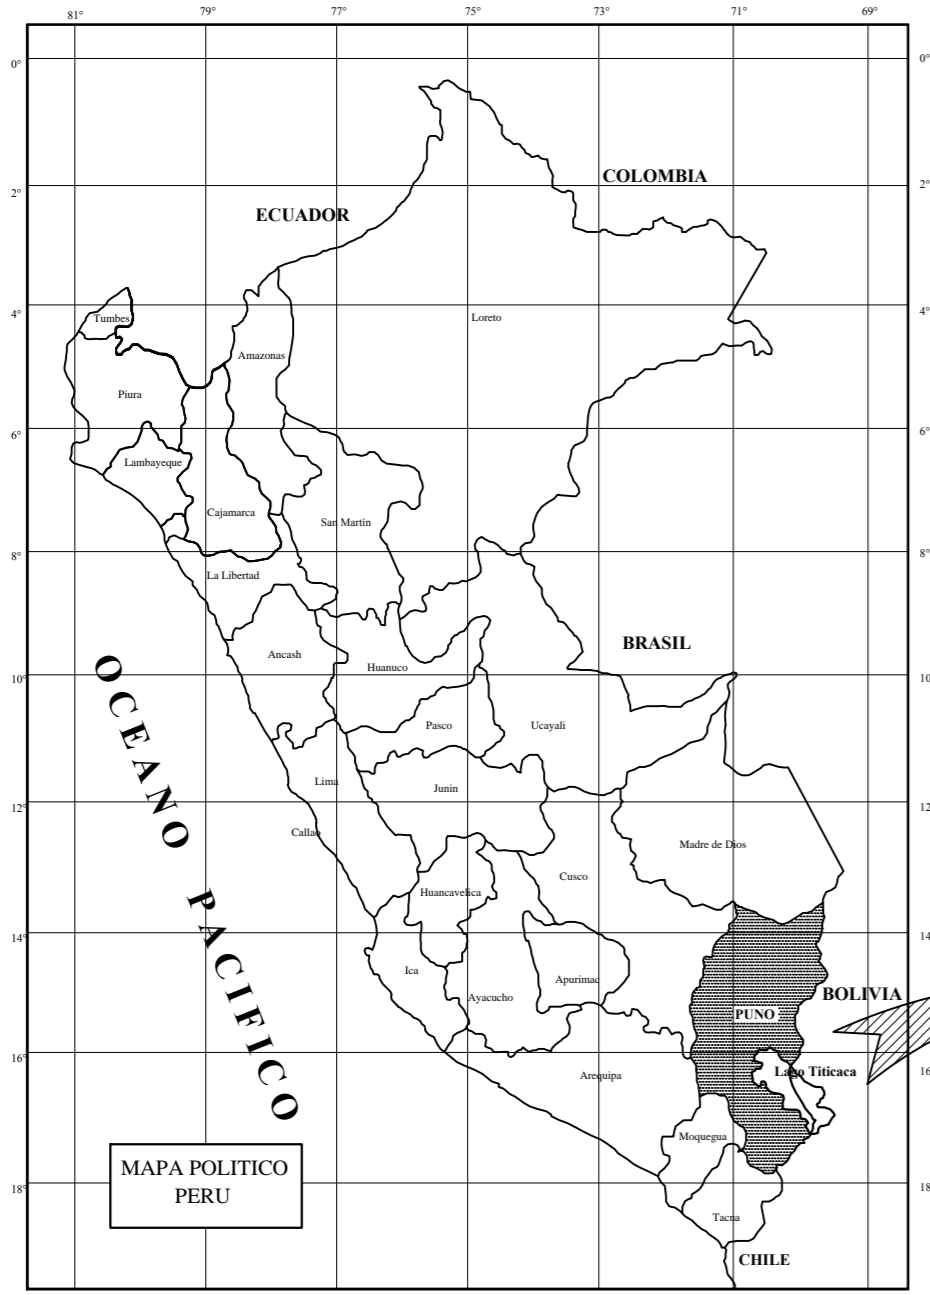 81° 79° 77° 75° 73° 71° 69°
0° 0°
COLOMBIA
2° 2°
ECUADOR
4° Tumbes Loreto 4°
Amazonas
Piura
6° 6°
Lambayeque
Cajamarca
San Martín
8° 8°
La Libertad
BRASIL
Ancash
Huanuco
10° 10
Pasco Ucayali
Lima Junin
12° 12
Callao
Madre de Dios
Cusco
Huancavelica
14° 14
OCEANO PACIFICO
Ica Apurimac
Ayacucho BOLIVIA
PUNO
16° 16
Arequipa Lago Titicaca
Moquegua
MAPA POLITICO
PERU
18° 18
Tacna
CHILE